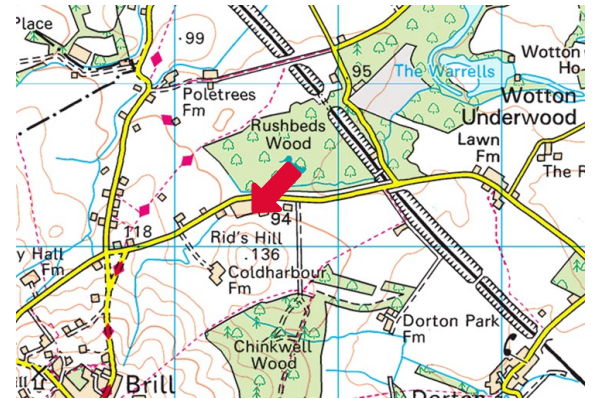 Place
99
Poletrees
Fm
95
The Warrells
Wotton
Ho
Wotton
Underwood
Rushbeds
Wood
Lawn
Fm
The R
118
94
Rid's Hill
136
y Hall
Fm
Coldharbour
Fm
Dorton Park
Fm
Chinkwell
Wood
Brill
Dorton